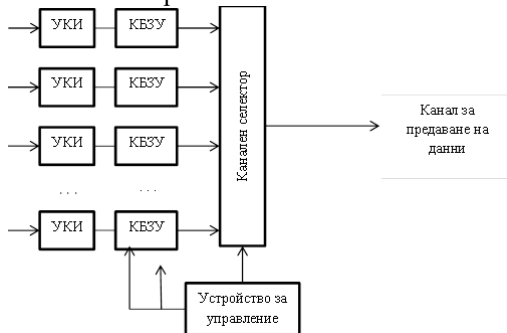 УКИ КБЗУ
УКИ КБЗУ
УКИ КБЗУ
... ...
УКИ КБЗУ
Канален селектор
Канал за
предаване на
данни
Устройство за
управление